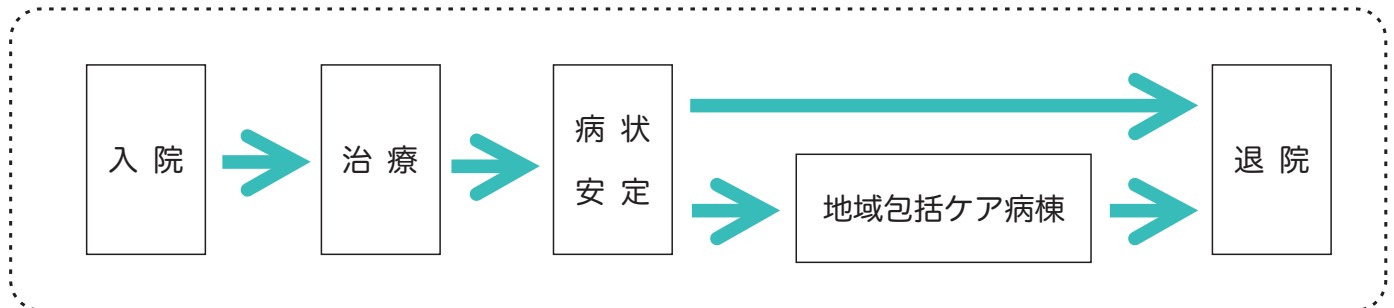 入院
治療
病状
安定
地域包括ケア病棟
退院